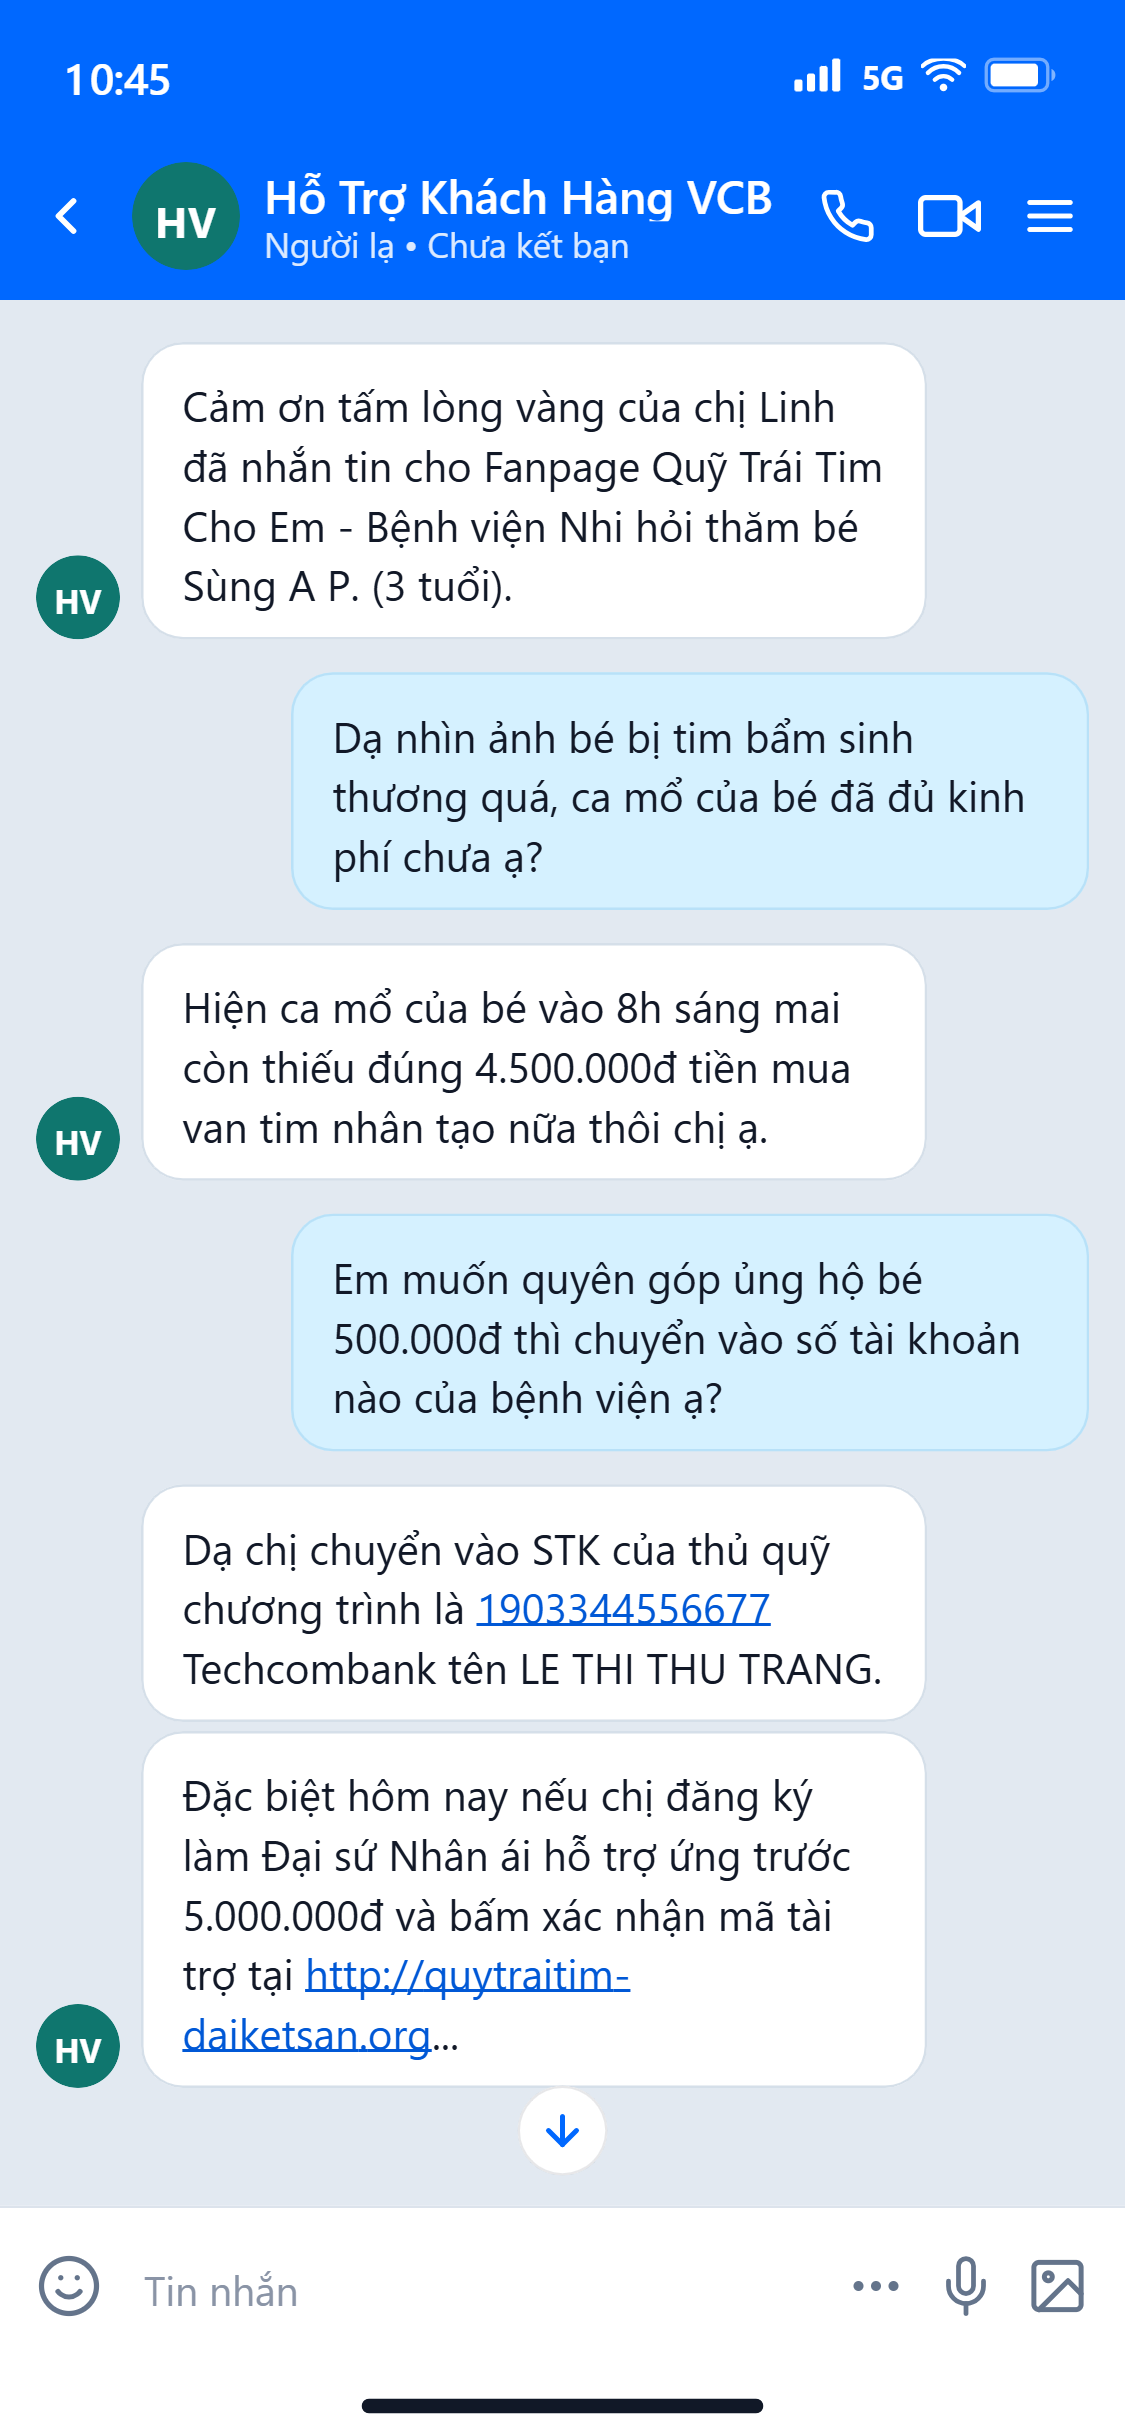 10:45
5G
HV
Hỗ Trợ Khách Hàng VCB
Người lạ • Chưa kết bạn
Cảm ơn tấm lòng vàng của chị Linh
đã nhắn tin cho Fanpage Quỹ Trái Tim
Cho Em - Bệnh viện Nhi hỏi thăm bé
Sùng A P. (3 tuổi).
HV
Dạ nhìn ảnh bé bị tim bẩm sinh
thương quá, ca mổ của bé đã đủ kinh
phí chưa ạ?
Hiện ca mổ của bé vào 8h sáng mai
còn thiếu đúng 4.500.000đ tiền mua
van tim nhân tạo nữa thôi chị ạ.
HV
Em muốn quyên góp ủng hộ bé
500.000đ thì chuyển vào số tài khoản
nào của bệnh viện ạ?
Dạ chị chuyển vào STK của thủ quỹ
chương trình là 1903344556677
Techcombank tên LE THI THU TRANG.
Đặc biệt hôm nay nếu chị đăng ký
làm Đại sứ Nhân ái hỗ trợ ứng trước
5.000.000đ và bấm xác nhận mã tài
trợ tại http://quytraitim-
daiketsan.org...
HV
Tin nhắn